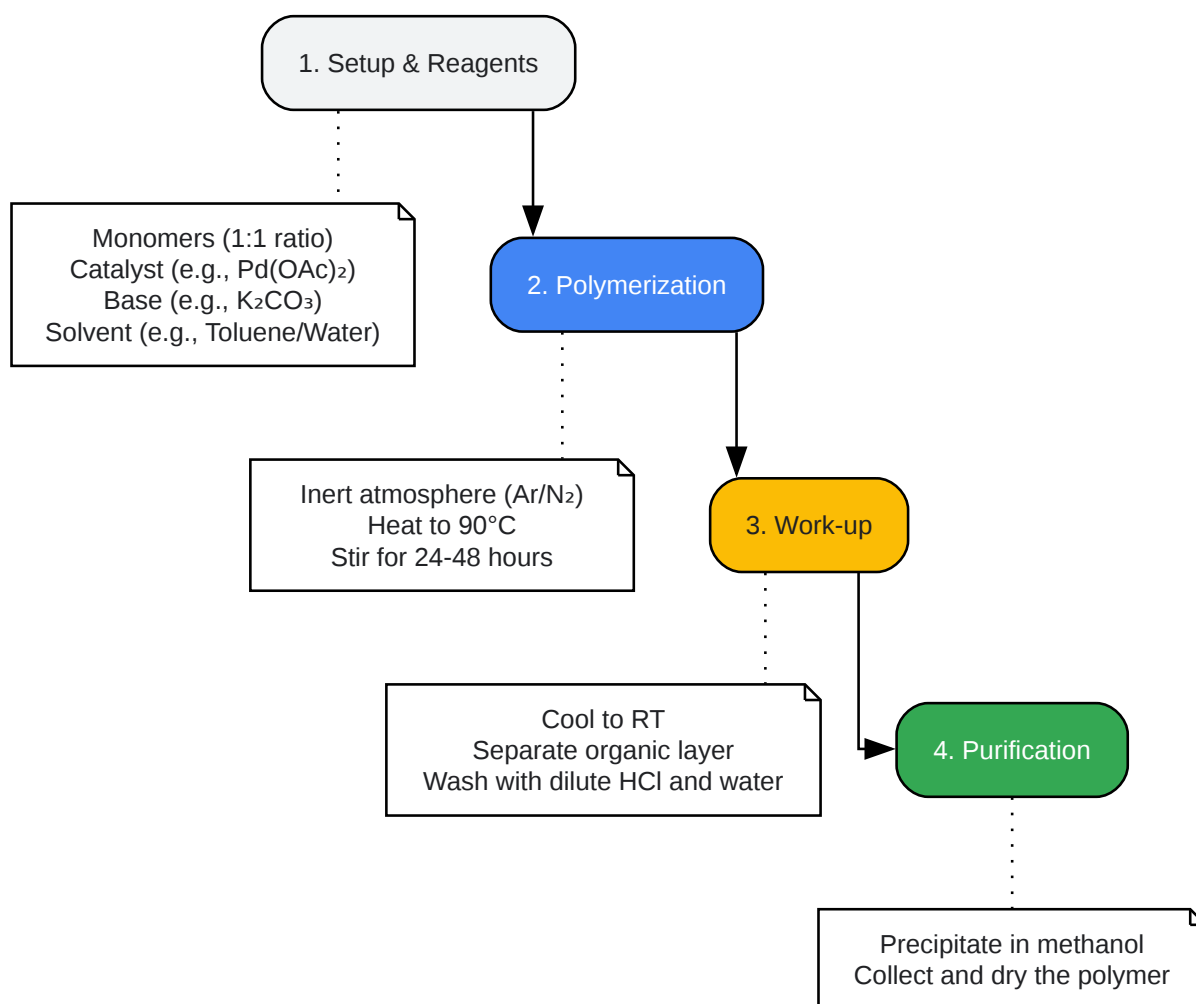 1. Setup & Reagents
Monomers (1:1 ratio)
Catalyst (e.g., Pd(OAc)₂)
Base (e.g., K₂CO₃)
Solvent (e.g., Toluene/Water)
2. Polymerization
Inert atmosphere (Ar/N₂)
Heat to 90°C
Stir for 24-48 hours
3. Work-up
Cool to RT
Separate organic layer
Wash with dilute HCl and water
4. Purification
Precipitate in methanol
Collect and dry the polymer